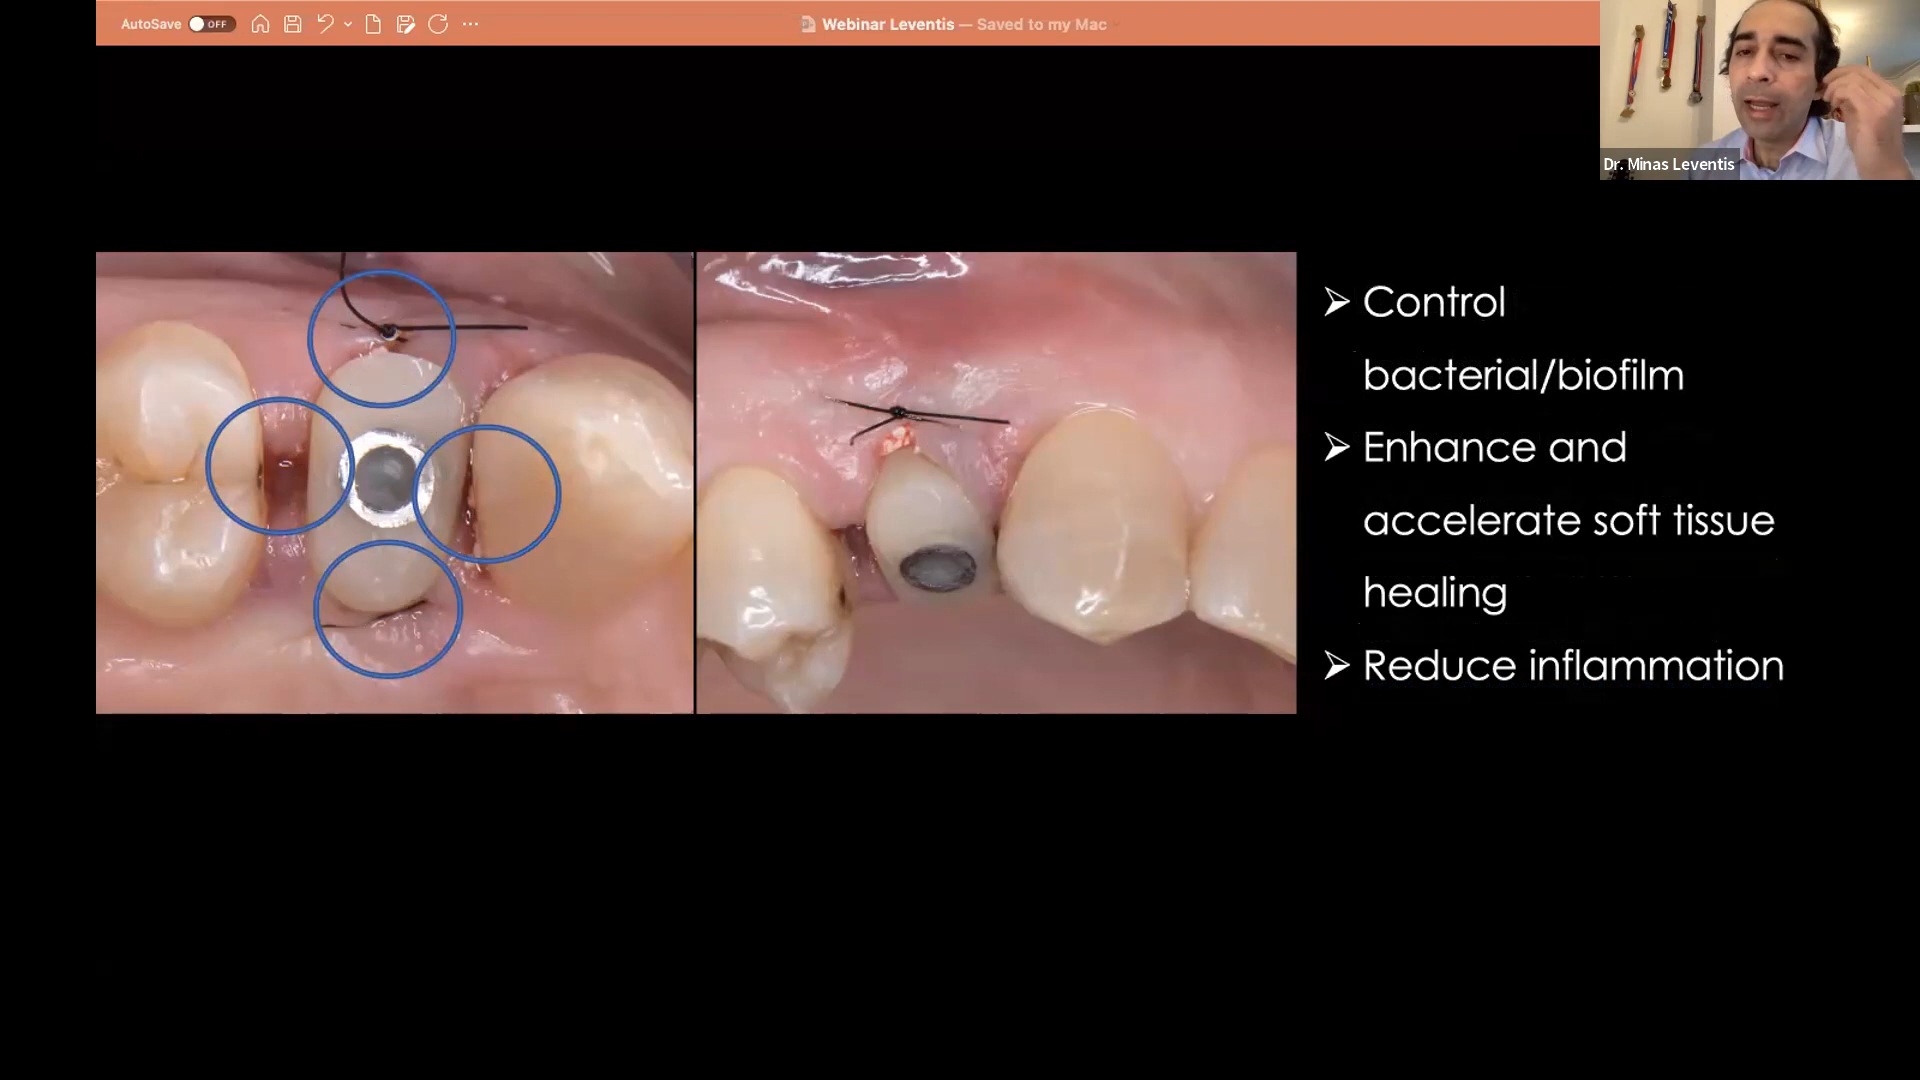 AutoSave OFF
Webinar Leventis — Saved to my Mac
Dr. Minas Leventis
➢ Control
bacterial/biofilm
➢ Enhance and
accelerate soft tissue
healing
➢ Reduce inflammation